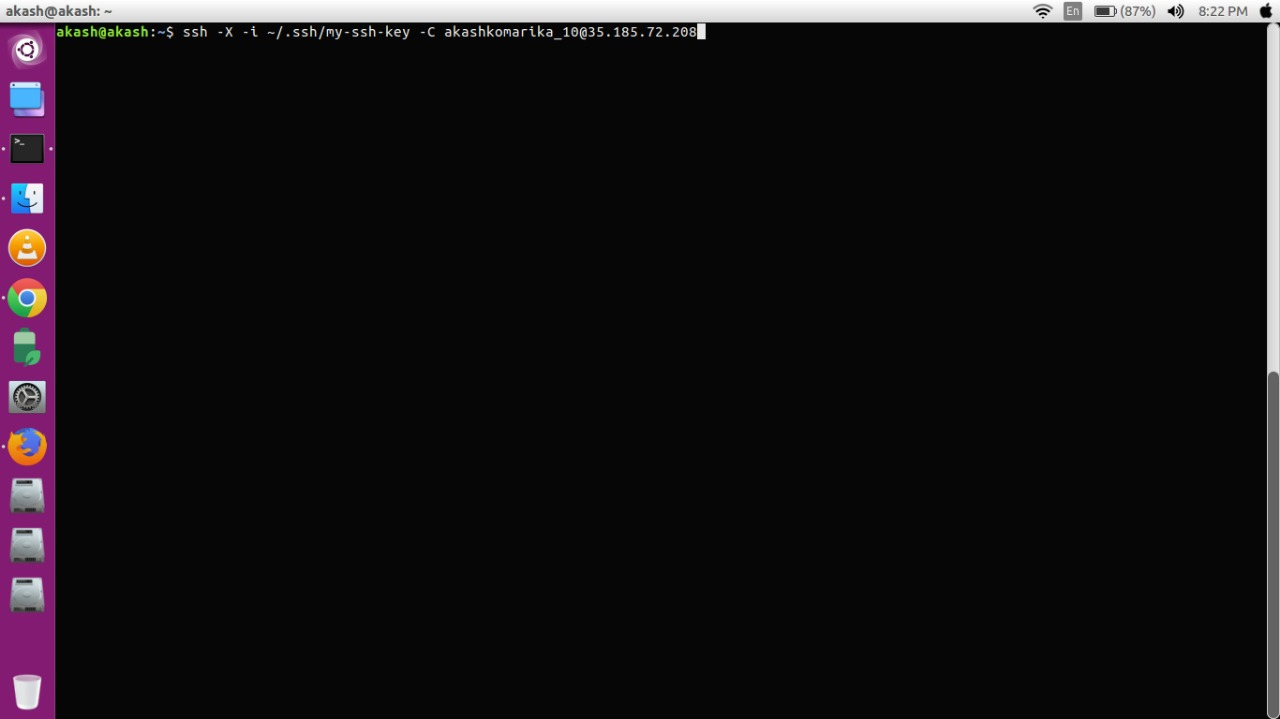 akash@akash: ~
En
(87%)
8:22 PM
akash@akash:~$ ssh -X -i ~/.ssh/my-ssh-key -C akashkomarika_10@35.185.72.208
>_